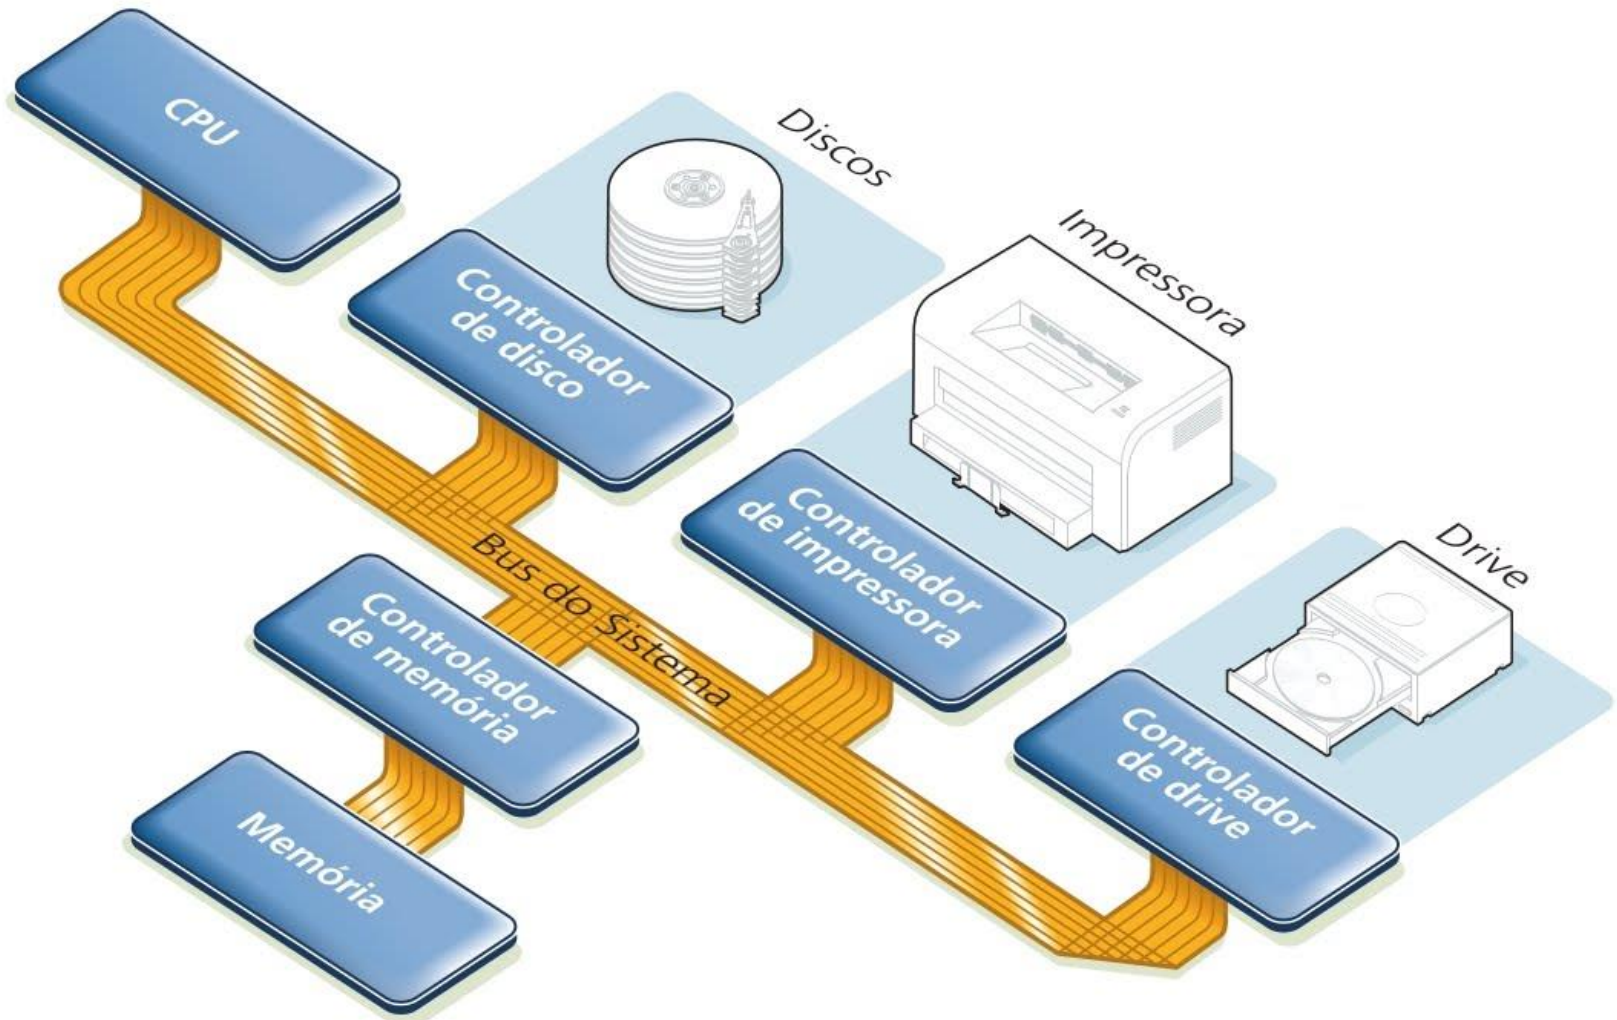 CPU
Discos
Controlador
de disco
Impressora
Controlador
de impressora
Bus do Sistema
Drive
Controlador
de memória
Controlador
de drive
Memória